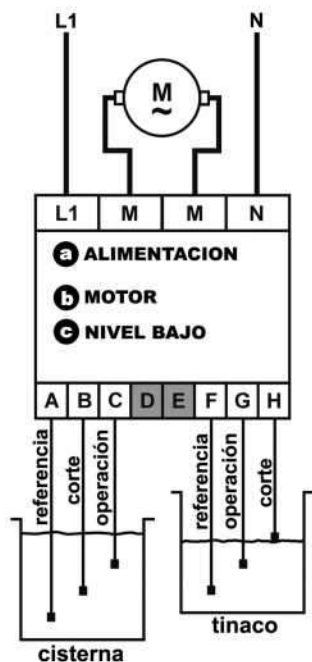 L1 N
M
~
L1 M M N
a ALIMENTACION
b MOTOR
c NIVEL BAJO
A B C D E F G H
referencia corte operación referencia operación corte
cisterna tinaco